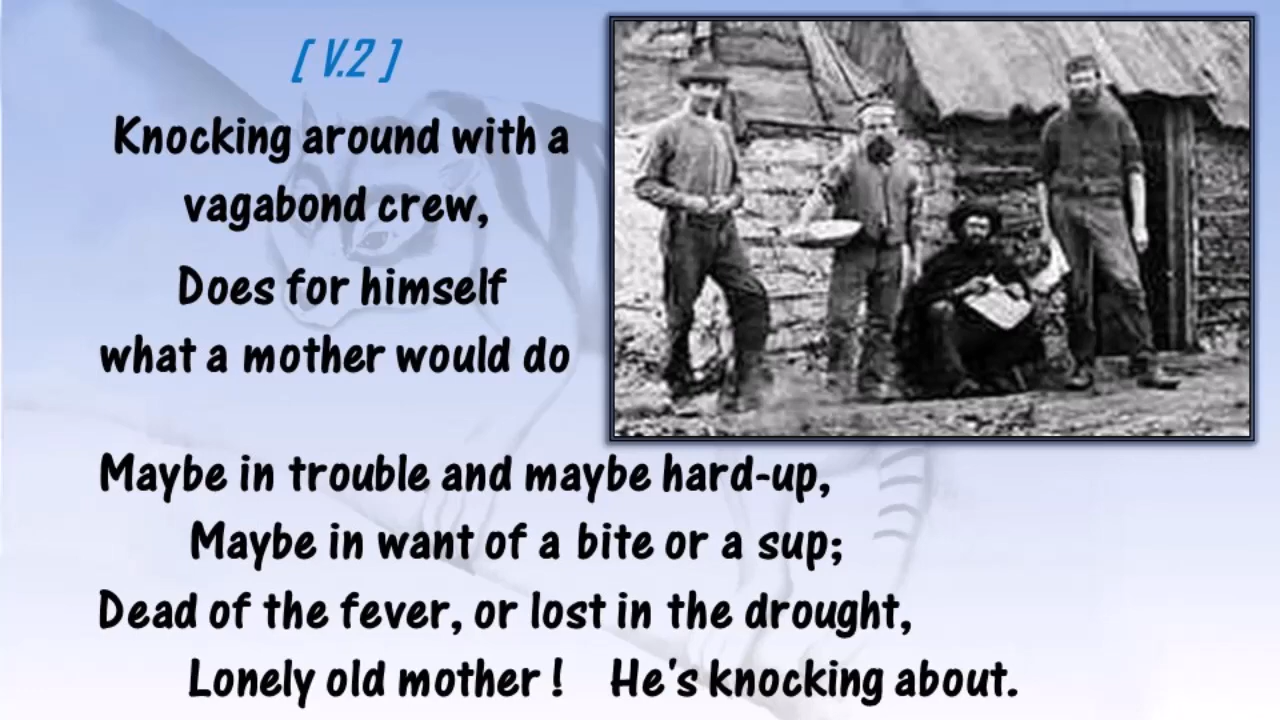 [ V.2 ]
Knocking around with a
vagabond crew,
Does for himself
what a mother would do
Maybe in trouble and maybe hard-up,
Maybe in want of a bite or a sup;
Dead of the fever, or lost in the drought,
Lonely old mother ! He's knocking about.